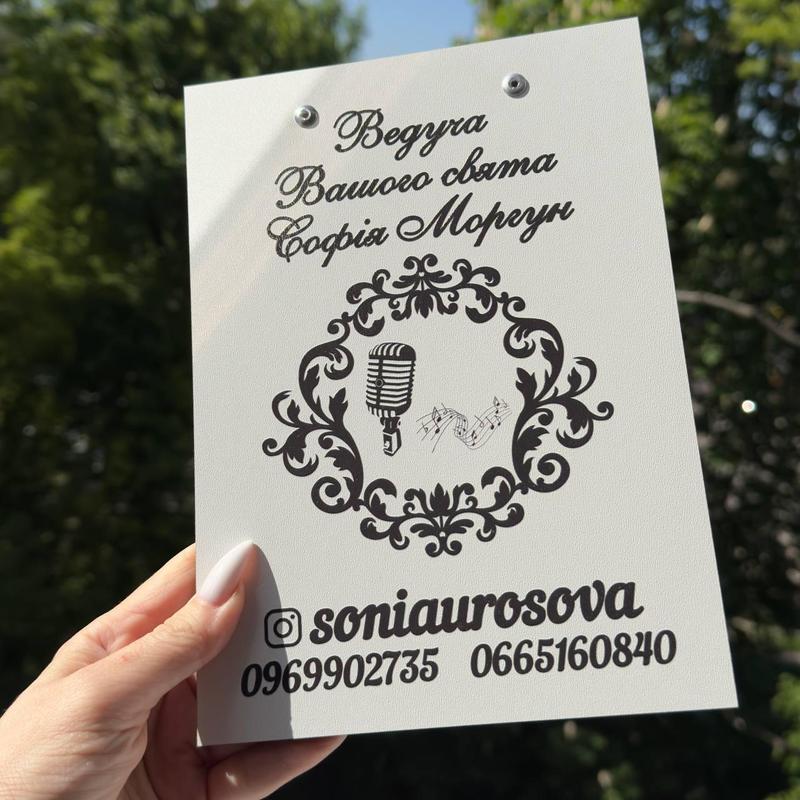 Ведуча
Вашого свята
Софія Моргун
soniaurosova
0969902735 0665160840